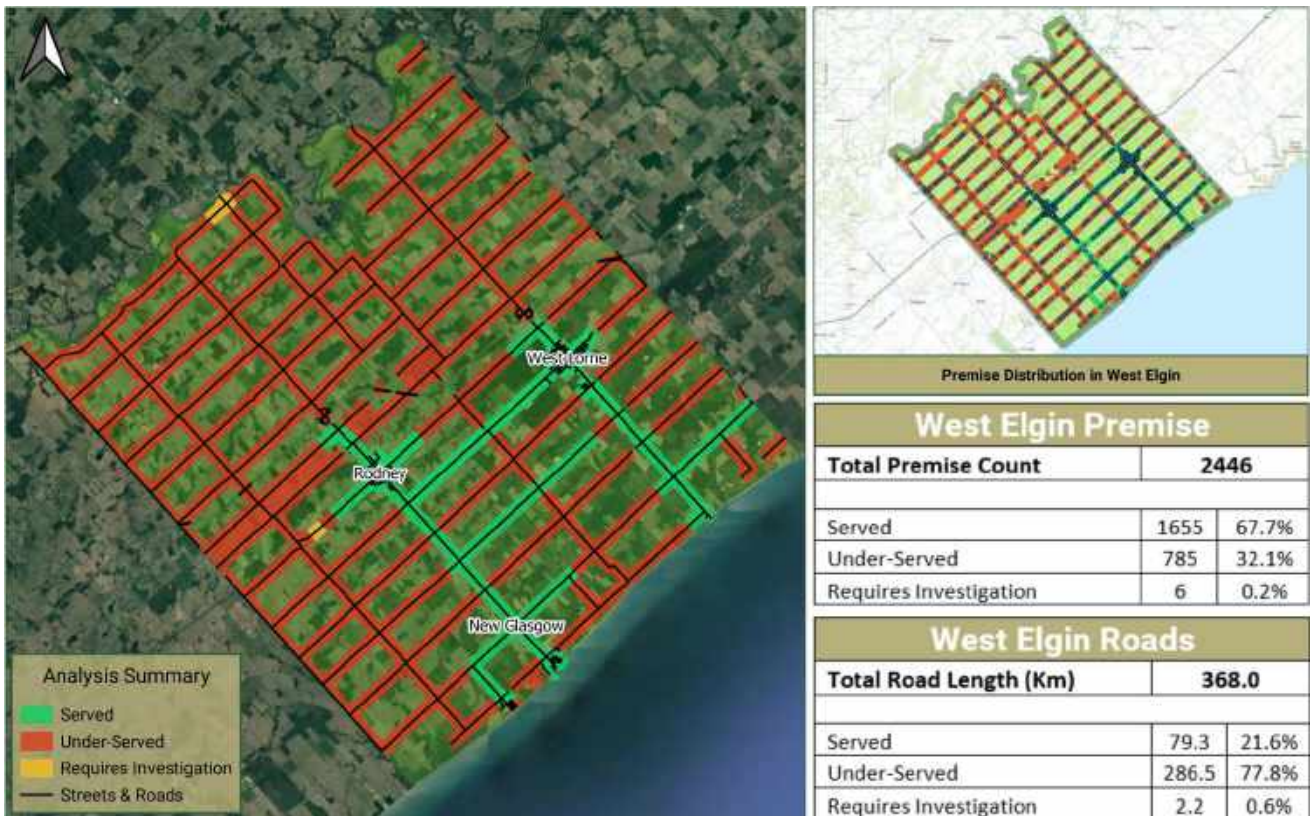 West Lorne
Rodney
New Glasgow
Analysis Summary
Served
Under-Served
Requires Investigation
Streets & Roads
Premise Distribution in West Elgin
West Elgin Premise
Total Premise Count 2446
Served 1655 67.7%
Under-Served 785 32.1%
Requires Investigation 6 0.2%
West Elgin Roads
Total Road Length (Km) 368.0
Served 79.3 21.6%
Under-Served 286.5 77.8%
Requires Investigation 2.2 0.6%